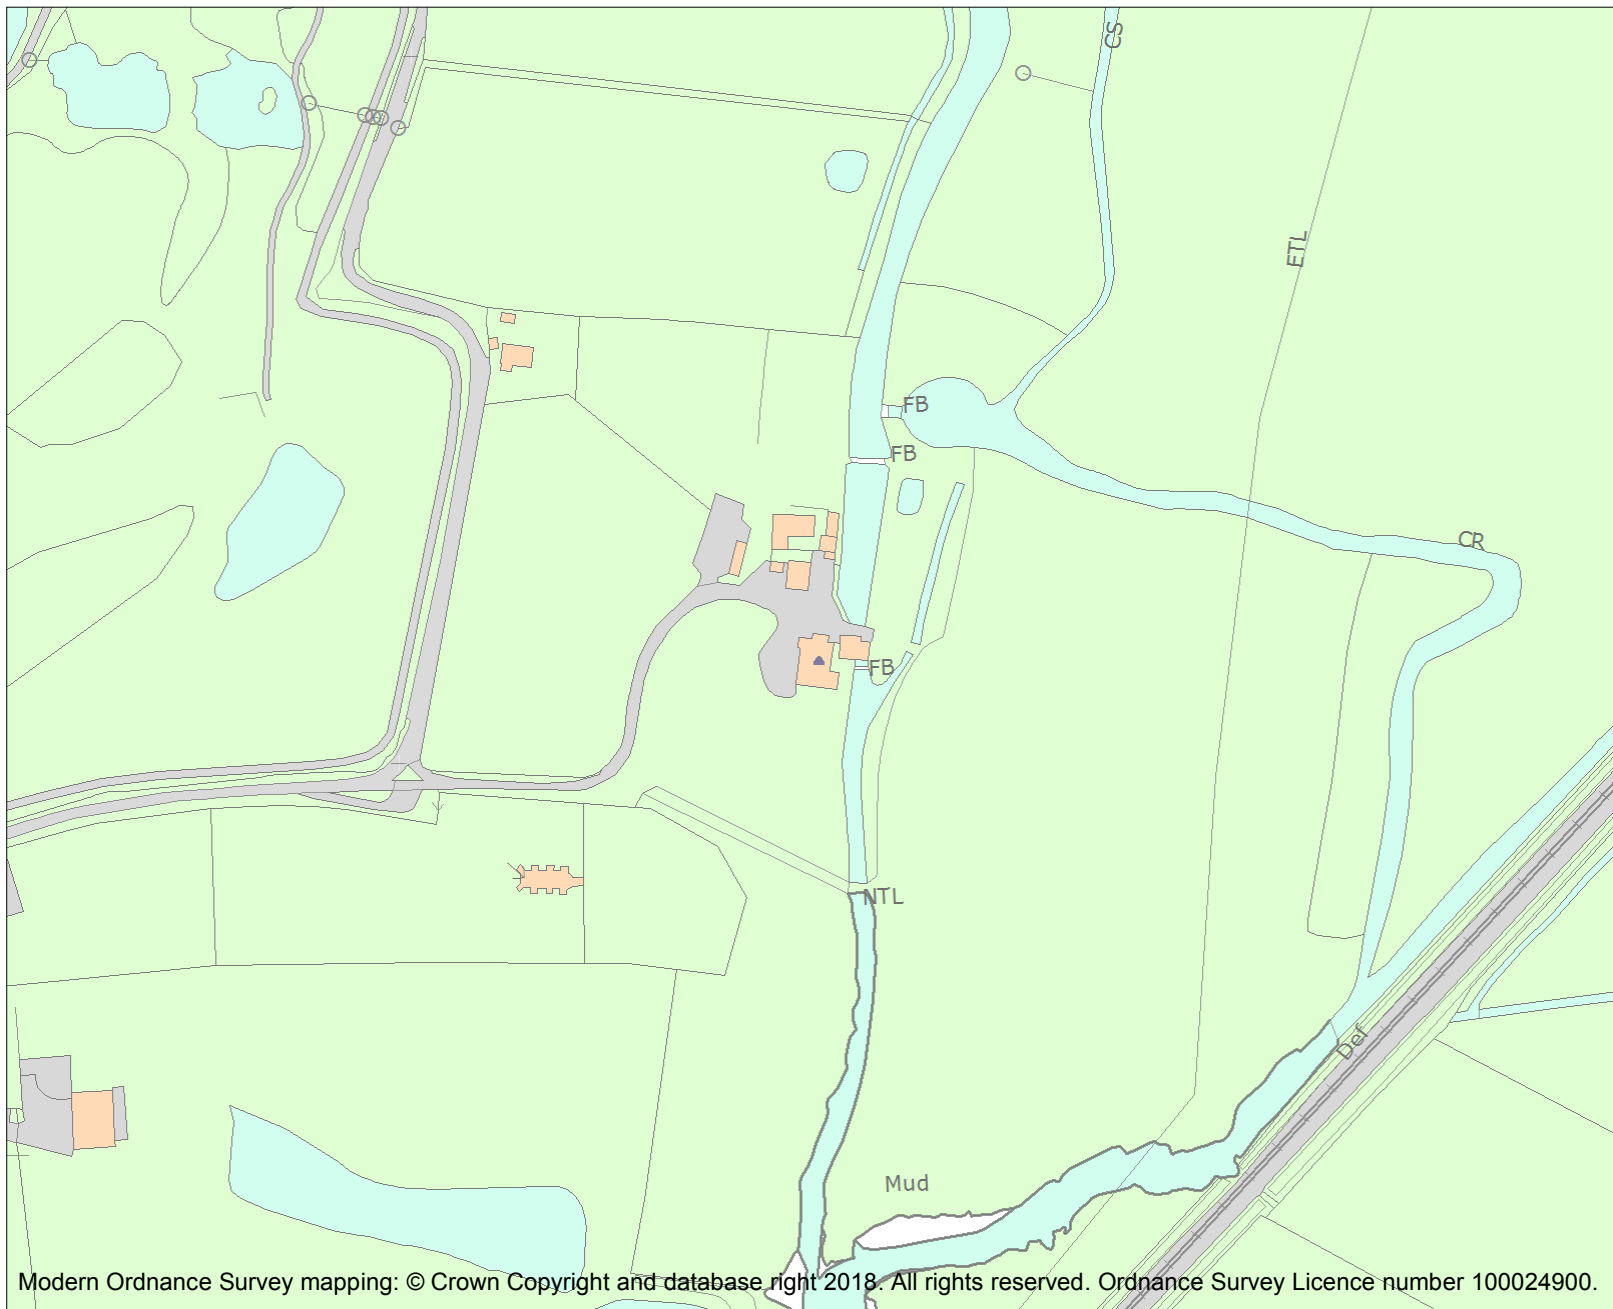 CS
ETL
FB
FB
CR
FB
NTL
Def
Mud
Modern Ordnance Survey mapping: © Crown Copyright and database right 2018. All rights reserved. Ordnance Survey Licence number 100024900.